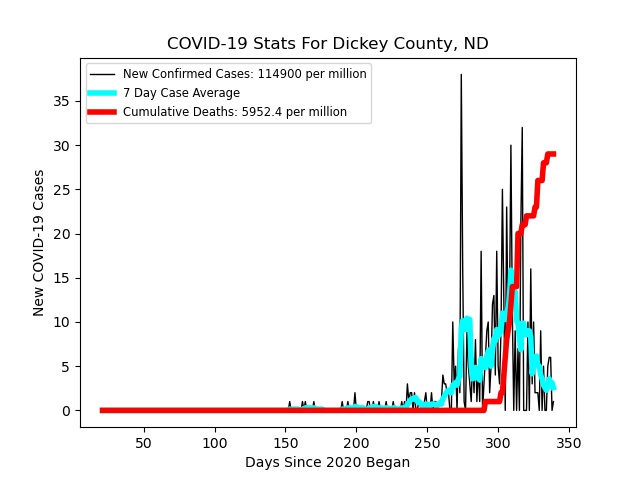 COVID-19 Stats For Dickey County, ND
New Confirmed Cases: 114900 per million
7 Day Case Average
Cumulative Deaths: 5952.4 per million
New COVID-19 Cases
35
30
25
20
15
10
5
0
50 100 150 200 250 300 350
Days Since 2020 Began